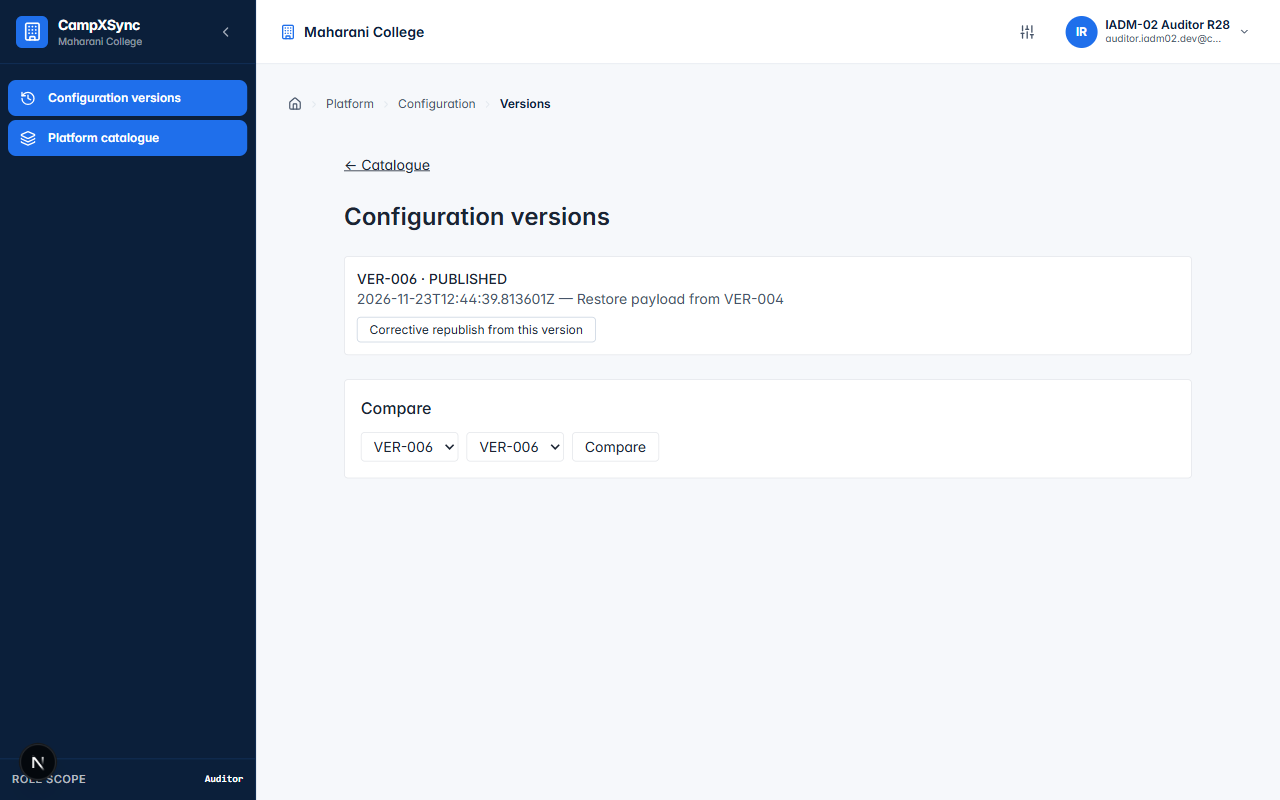 CampXSync
Maharani College
Configuration versions
Platform catalogue
N
ROLE SCOPE
Auditor
Maharani College
IR
IADM-02 Auditor R28
auditor.iadm02.dev@c...
Platform
Configuration
Versions
← Catalogue
Configuration versions
VER-006 · PUBLISHED
2026-11-23T12:44:39.813601Z — Restore payload from VER-004
Corrective republish from this version
Compare
VER-006 VER-006 Compare